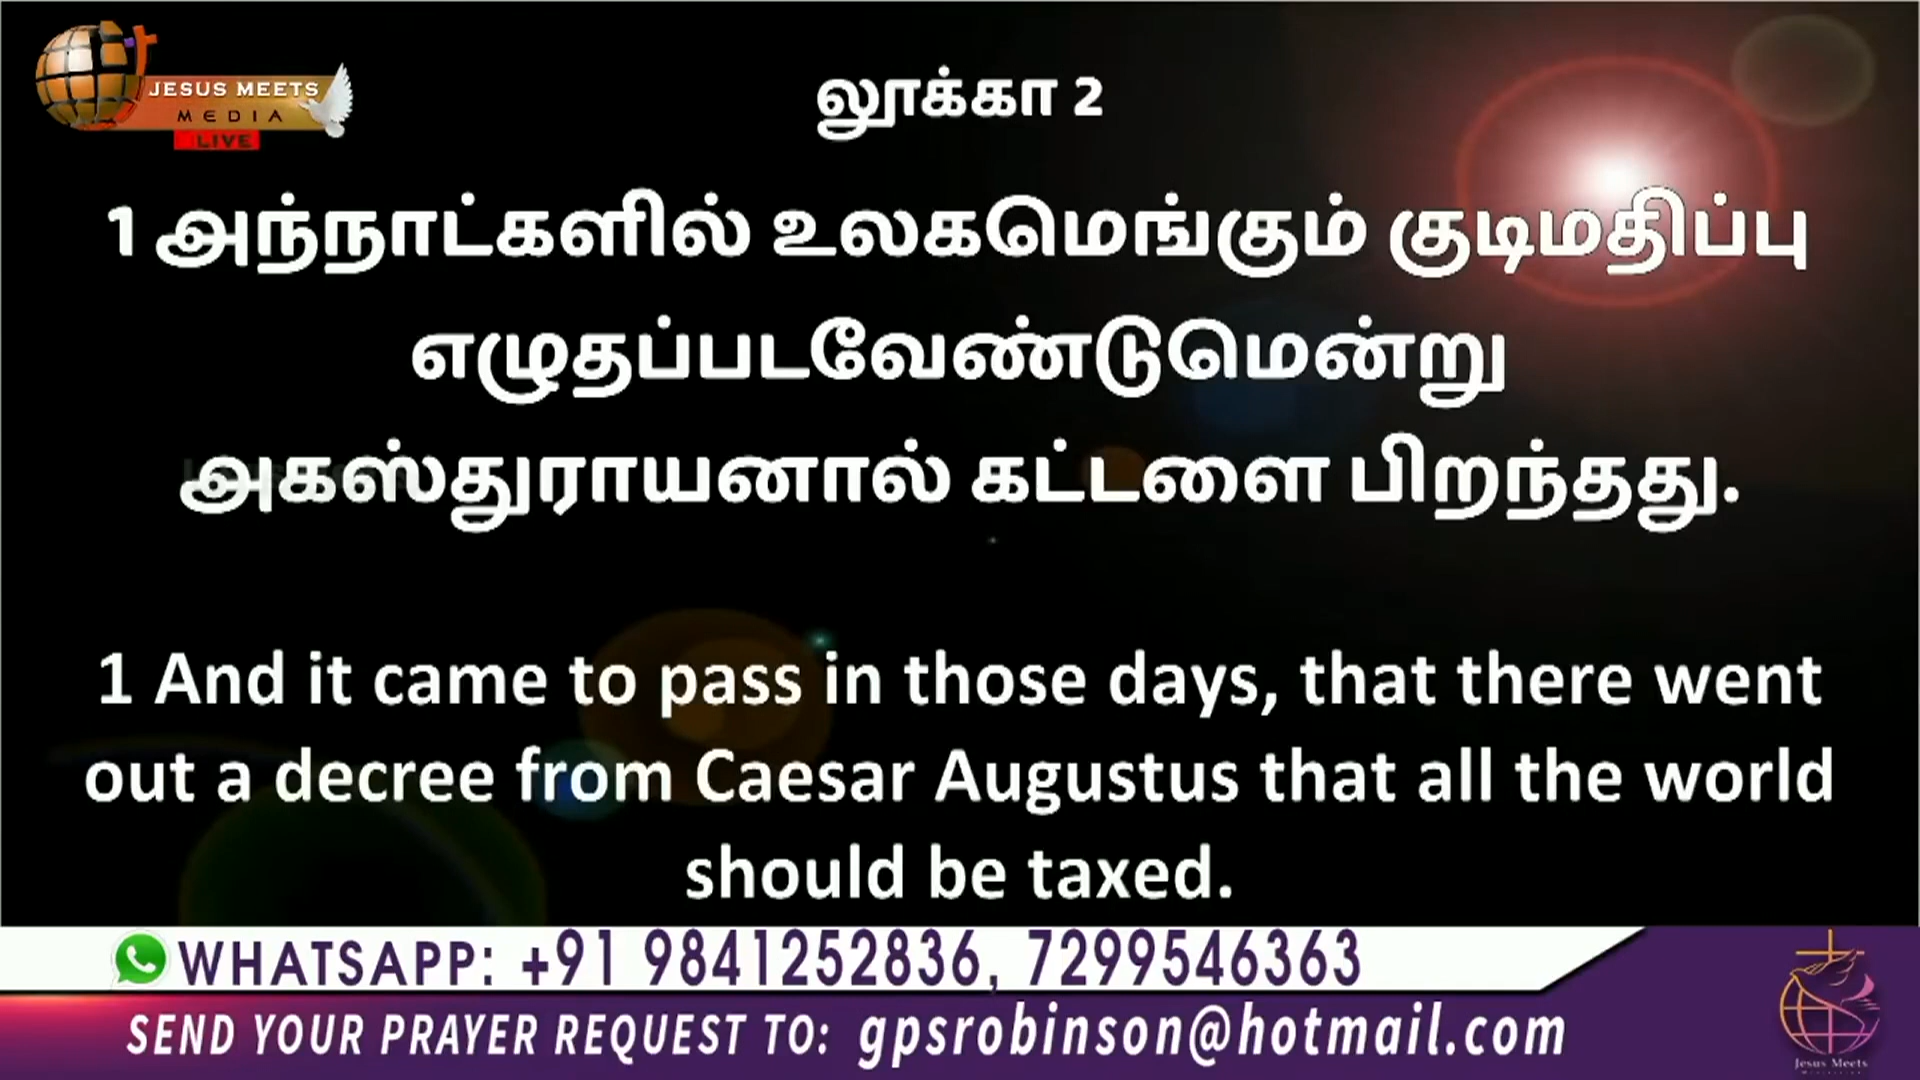 JESUS MEETS
MEDIA
LIVE
லூக்கா 2
1 அந்நாட்களில் உலகமெங்கும் குடிமதிப்பு
எழுதப்படவேண்டுமென்று
அகஸ்துராயனால் கட்டளை பிறந்தது.
1 And it came to pass in those days, that there went
out a decree from Caesar Augustus that all the world
should be taxed.
WHATSAPP: +91 9841252836, 7299546363
SEND YOUR PRAYER REQUEST TO: gpsrobinson@hotmail.com
Jesus Meets